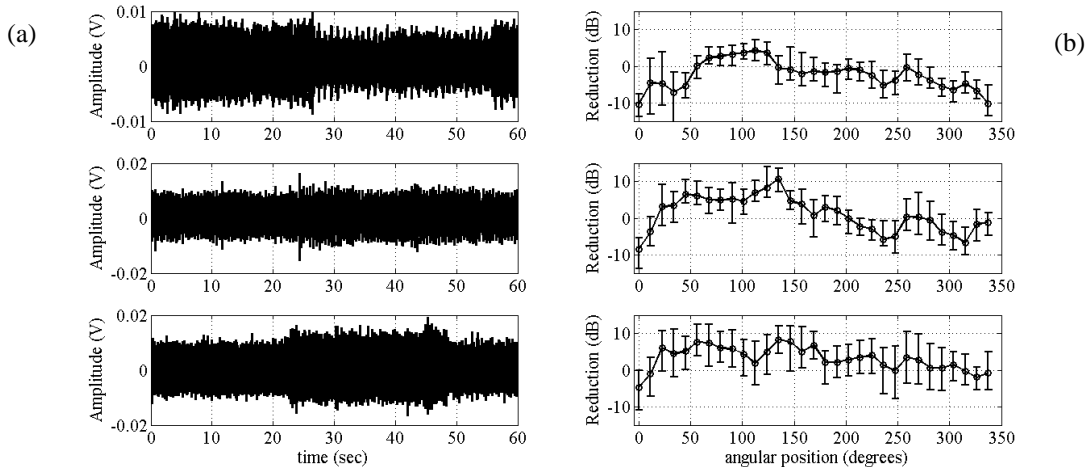 (a)
Amplitude (V)
0.01
0
-0.01
0 10 20 30 40 50 60
Amplitude (V)
0.02
0
-0.02
0 10 20 30 40 50 60
Amplitude (V)
0.02
0
-0.02
0 10 20 30 40 50 60
time (sec)
(b)
Reduction (dB)
10
0
-10
0 50 100 150 200 250 300 350
Reduction (dB)
10
0
-10
0 50 100 150 200 250 300 350
Reduction (dB)
10
0
-10
0 50 100 150 200 250 300 350
angular position (degrees)